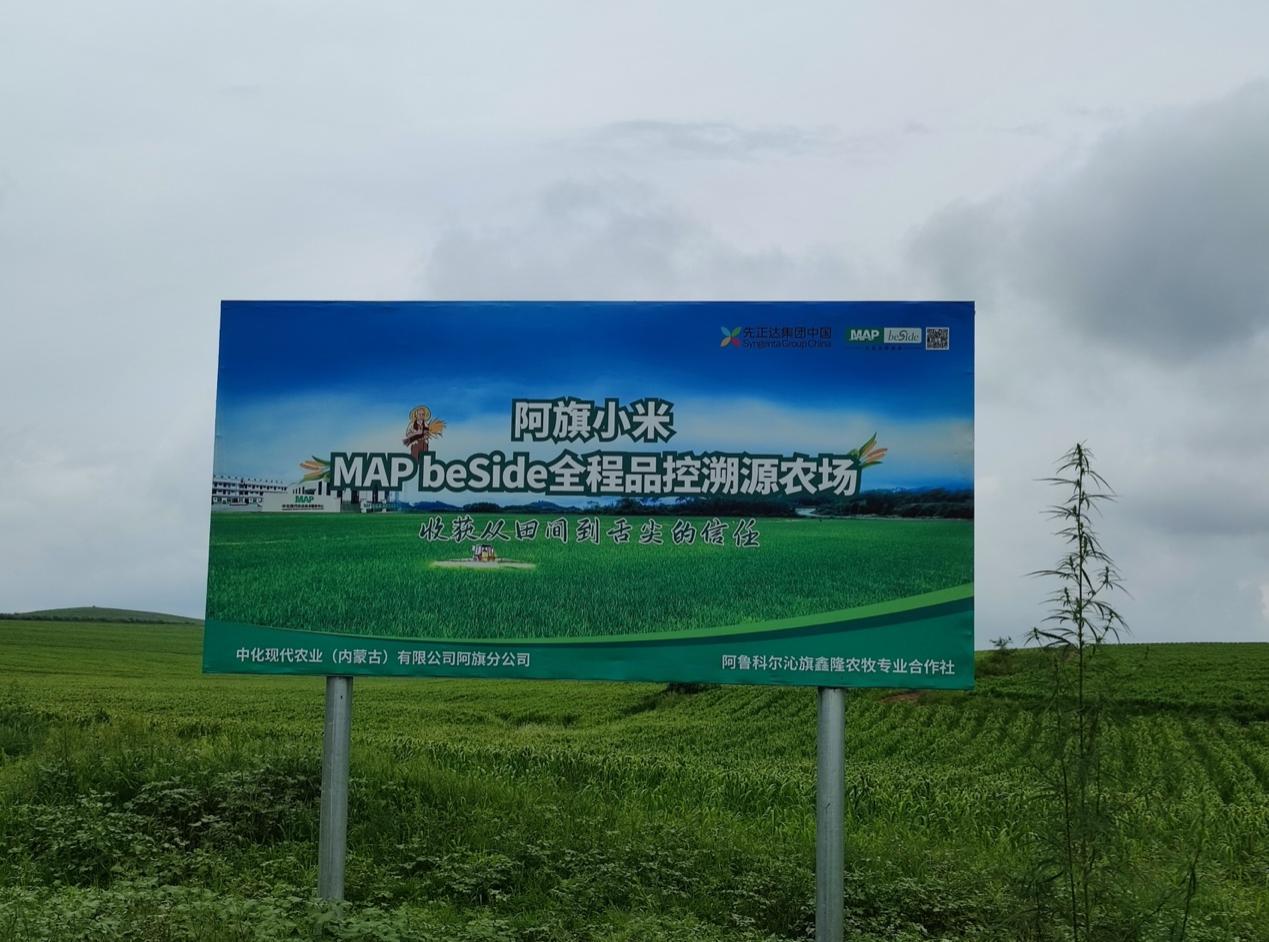 先正达集团中国
Syngenta Group China
MAP beSide
阿旗小米
MAP beSide全程品控溯源农场
MAP
收获从田间到舌尖的信任
中化现代农业（内蒙古）有限公司阿旗分公司
阿鲁科尔沁旗鑫隆农牧专业合作社